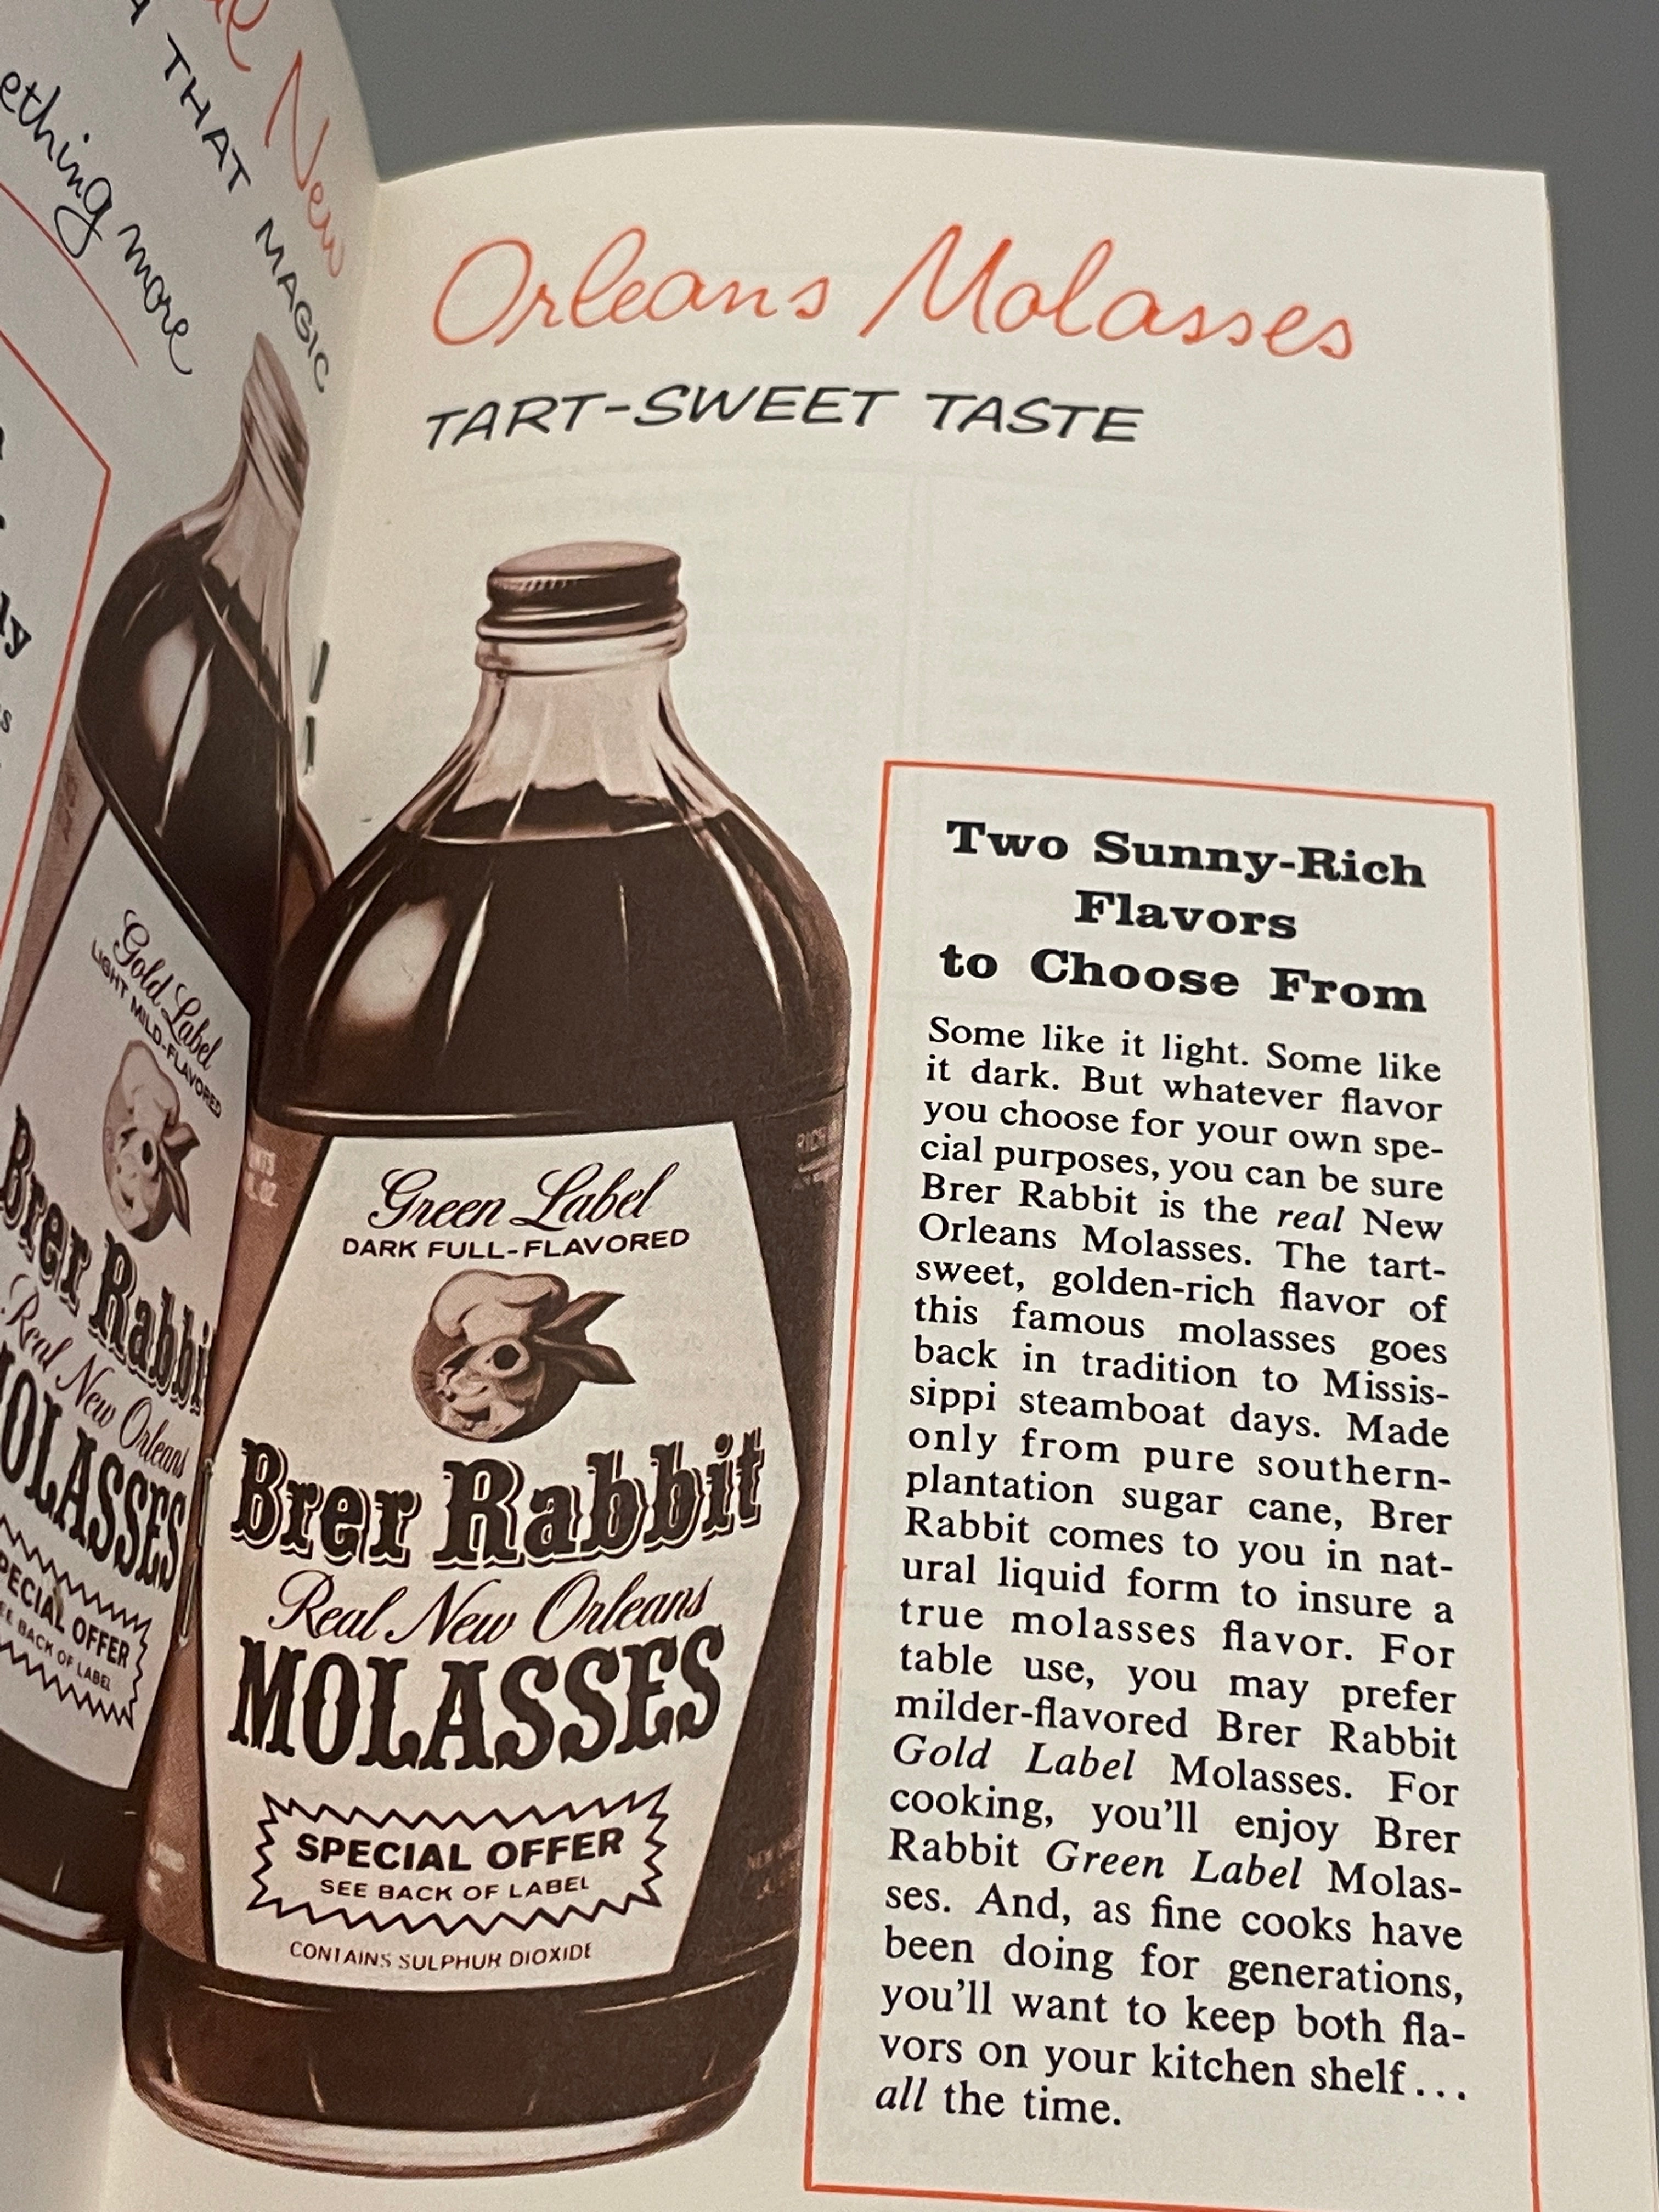 New
THAT MAGIC
more
Gold Label
LIGHT MILD-FLAVORED
Brer Rabbi
Real New Orleans
MOLASSES
SPECIAL OFFER
BACK OF LABEL
Orleans Molasses
TART-SWEET TASTE
Green Label
DARK FULL-FLAVORED
Brer Rabbit
Real New Orleans
MOLASSES
SPECIAL OFFER
SEE BACK OF LABEL
CONTAINS SULPHUR DIOXIDE
Two Sunny-Rich
Flavors
to Choose From
Some like it light. Some like
it dark. But whatever flavor
you choose for your own spe-
cial purposes, you can be sure
Brer Rabbit is the real New
Orleans Molasses. The tart-
sweet, golden-rich flavor of
this famous molasses goes
back in tradition to Missis-
sippi steamboat days. Made
only from pure southern-
plantation sugar cane, Brer
Rabbit comes to you in nat-
ural liquid form to insure a
true molasses flavor. For
table use, you may prefer
milder-flavored Brer Rabbit
Gold Label Molasses. For
cooking, you'll enjoy Brer
Rabbit Green Label Molas-
ses. And, as fine cooks have
been doing for generations,
you'll want to keep both fla-
vors on your kitchen shelf...
all the time.